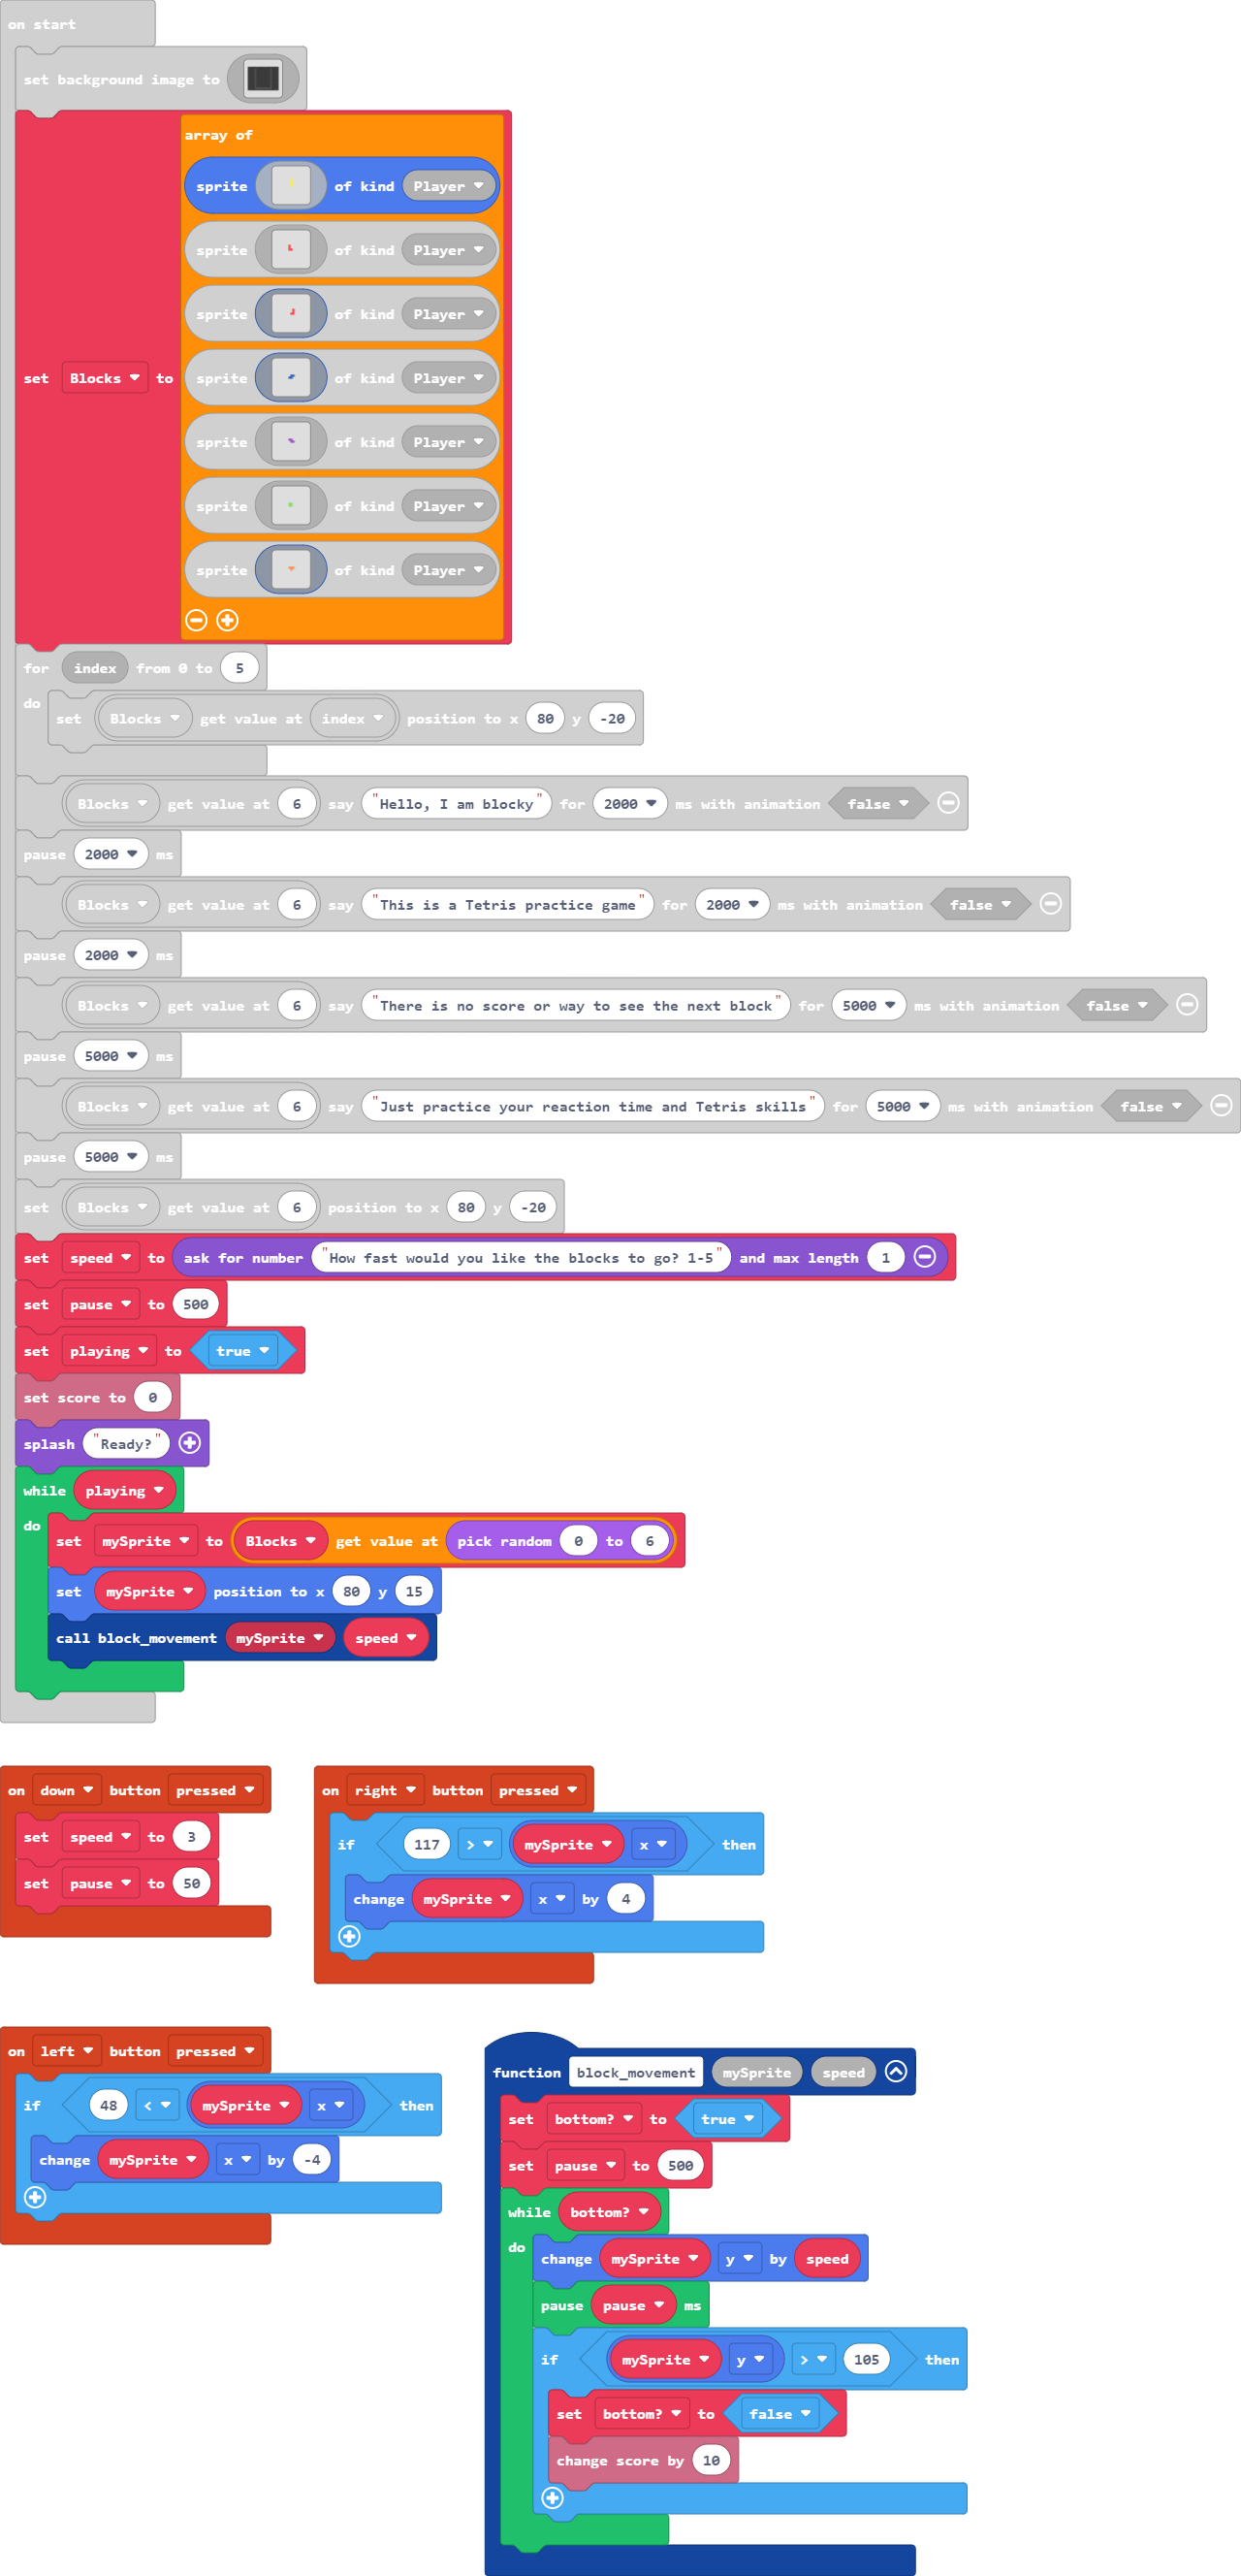 on start
set background image to
array of
sprite of kind Player
sprite of kind Player
sprite of kind Player
set Blocks to sprite of kind Player
sprite of kind Player
sprite of kind Player
sprite of kind Player
for index from 0 to 5
do
set Blocks get value at index position to x 80 y -20
Blocks get value at 6 say "Hello, I am blocky" for 2000 ms with animation false
pause 2000 ms
Blocks get value at 6 say "This is a Tetris practice game" for 2000 ms with animation false
pause 2000 ms
Blocks get value at 6 say "There is no score or way to see the next block" for 5000 ms with animation false
pause 5000 ms
Blocks get value at 6 say "Just practice your reaction time and Tetris skills" for 5000 ms with animation false
pause 5000 ms
set Blocks get value at 6 position to x 80 y -20
set speed to ask for number "How fast would you like the blocks to go? 1-5" and max length 1
set pause to 500
set playing to true
set score to 0
splash "Ready?"
while playing
do
set mySprite to Blocks get value at pick random 0 to 6
set mySprite position to x 80 y 15
call block_movement mySprite speed
on down button pressed
set speed to 3
set pause to 50
on right button pressed
if 117 > mySprite x then
change mySprite x by 4
on left button pressed
if 48 < mySprite x then
change mySprite x by -4
function block_movement mySprite speed
set bottom? to true
set pause to 500
while bottom?
do
change mySprite y by speed
pause pause ms
if mySprite y > 105 then
set bottom? to false
change score by 10